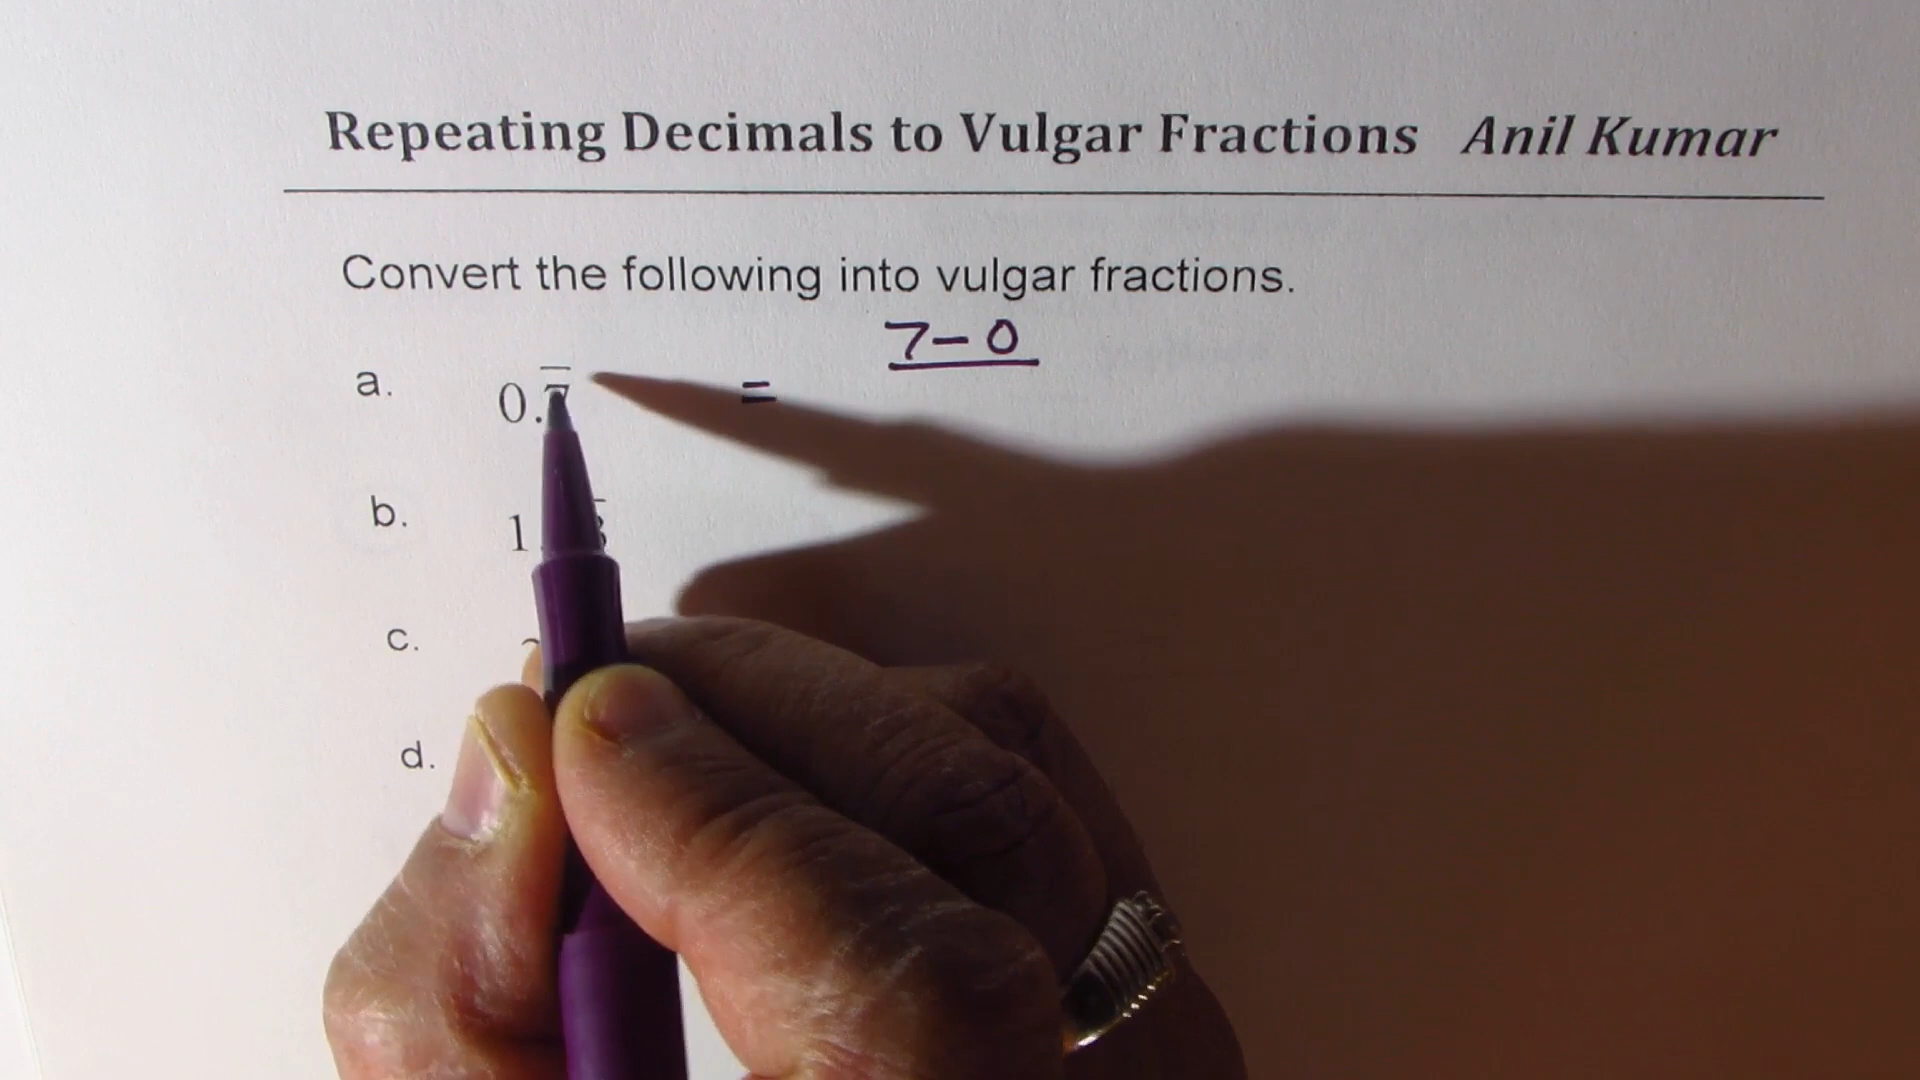 Repeating Decimals to Vulgar Fractions Anil Kumar
Convert the following into vulgar fractions.
7-0
a. 0.7̅ =
b. 1
c.
d.